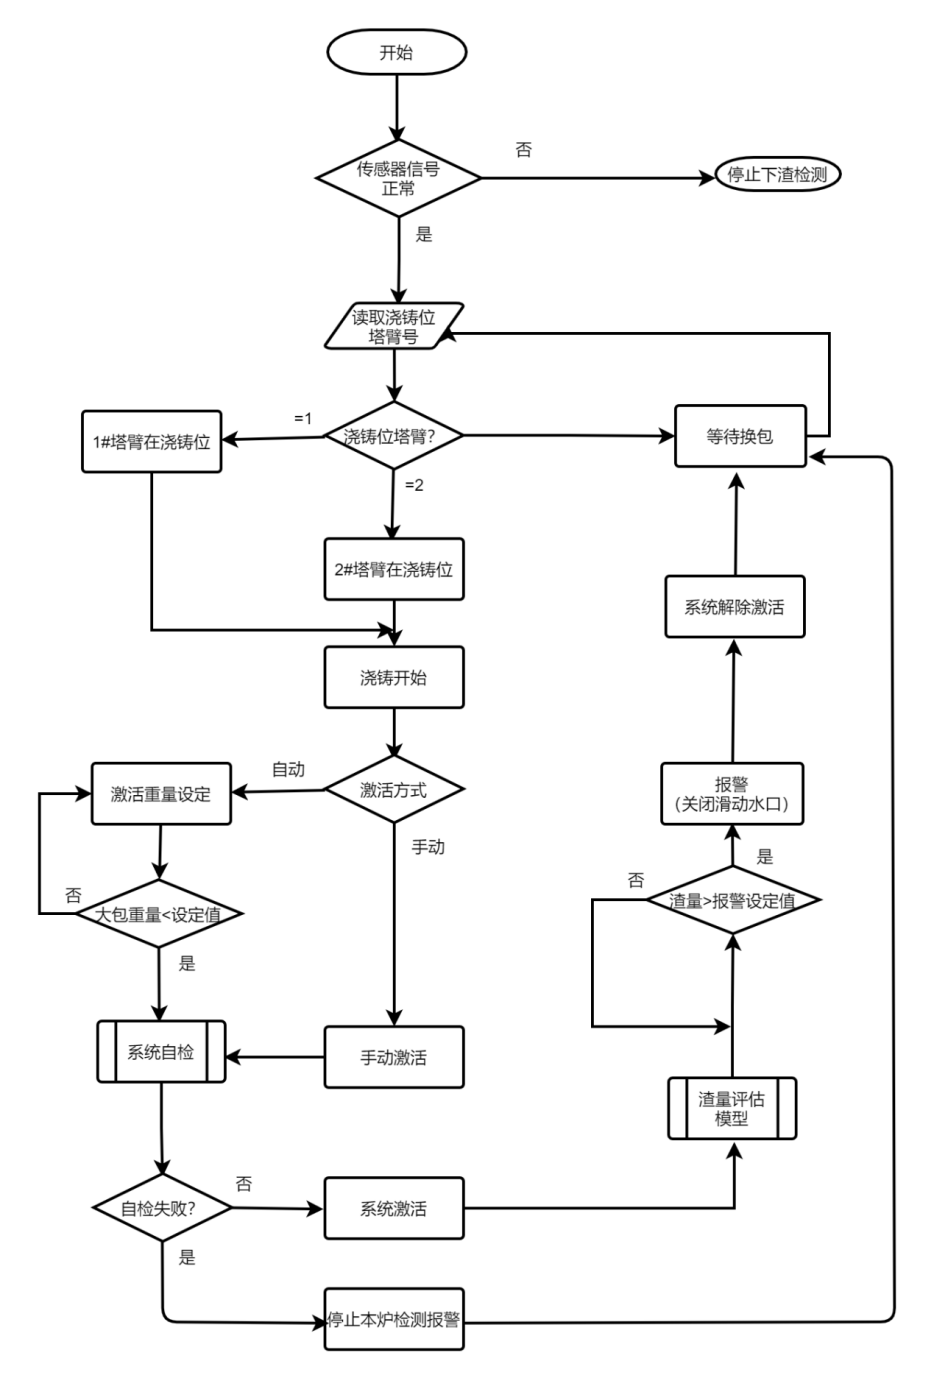 开始
传感器信号
正常
否
停止下渣检测
是
读取浇铸位
塔臂号
=1
浇铸位塔臂?
1#塔臂在浇铸位
等待换包
=2
2#塔臂在浇铸位
系统解除激活
浇铸开始
自动
激活方式
激活重量设定
报警
（关闭滑动水口）
手动
是
否
否
大包重量<设定值
渣量>报警设定值
是
系统自检
手动激活
渣量评估
模型
否
自检失败?
系统激活
是
停止本炉检测报警